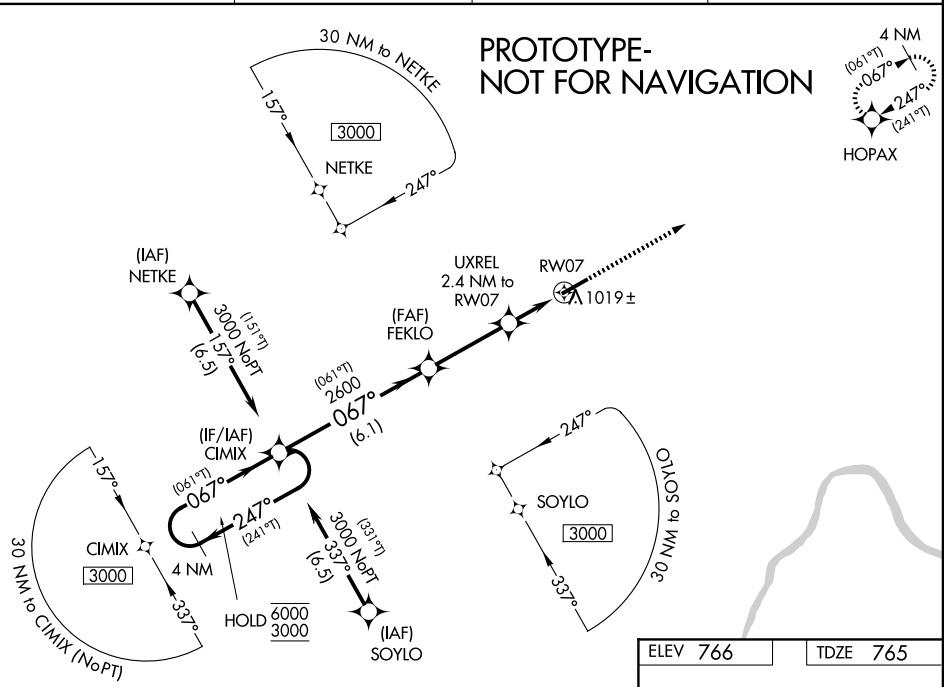 30 NM to NETKE
157°
3000
NETKE
247°
PROTOTYPE-
NOT FOR NAVIGATION
4 NM
(061°T)
067°
247°
(241°T)
HOPAX
(IAF)
NETKE
(151°T)
3000 NoPT
157°
(6.5)
UXREL
2.4 NM to
RW07
RW07
1019±
(FAF)
FEKLO
(061°T)
2600
067°
(6.1)
(IF/IAF)
CIMIX
(061°T)
067°
247°
(241°T)
4 NM
HOLD
6000
3000
157°
CIMIX
3000
337°
30 NM to CIMIX (NoPT)
(331°T)
3000 NoPT
337°
(6.5)
(IAF)
SOYLO
247°
SOYLO
3000
337°
30 NM to SOYLO
ELEV 766
TDZE 765